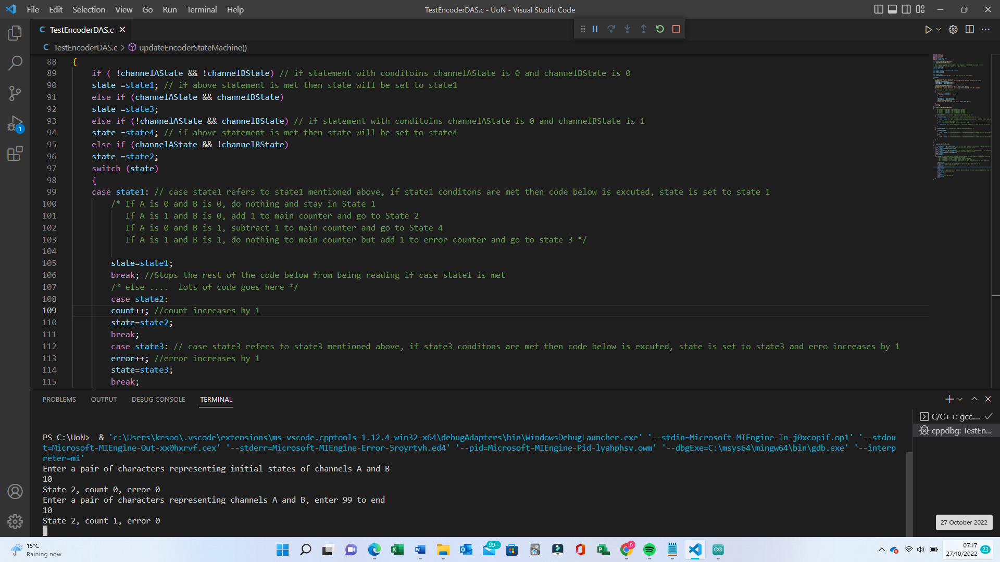 File Edit Selection View Go Run Terminal Help
TestEncoderDAS.c - UoN - Visual Studio Code
C TestEncoderDAS.c
C TestEncoderDAS.c > updateEncoderStateMachine()
88 {
89 if ( !channelAState && !channelBState) // if statement with conditoins channelAState is 0 and channelBState is 0
90 state =state1; // if above statement is met then state will be set to state1
91 else if (channelAState && channelBState)
92 state =state3;
93 else if (!channelAState && channelBState) // if statement with conditoins channelAState is 0 and channelBState is 1
94 state =state4; // if above statement is met then state will be set to state4
95 else if (channelAState && !channelBState)
96 state =state2;
97 switch (state)
98 {
99 case state1: // case state1 refers to state1 mentioned above, if state1 conditons are met then code below is excuted, state is set to state 1
100 /* If A is 0 and B is 0, do nothing and stay in State 1
101 If A is 1 and B is 0, add 1 to main counter and go to State 2
102 If A is 0 and B is 1, subtract 1 to main counter and go to State 4
103 If A is 1 and B is 1, do nothing to main counter but add 1 to error counter and go to state 3 */
104
105 state=state1;
106 break; //Stops the rest of the code below from being reading if case state1 is met
107 /* else .... lots of code goes here */
108 case state2:
109 count++; //count increases by 1
110 state=state2;
111 break;
112 case state3: // case state3 refers to state3 mentioned above, if state3 conditons are met then code below is excuted, state is set to state3 and erro increases by 1
113 error++; //error increases by 1
114 state=state3;
115 break;
1
PROBLEMS OUTPUT DEBUG CONSOLE TERMINAL
C/C++: gcc....
cppdbg: TestEn...
PS C:\UoN> & 'c:\Users\krsoo\.vscode\extensions\ms-vscode.cpptools-1.12.4-win32-x64\debugAdapters\bin\WindowsDebugLauncher.exe' '--stdin=Microsoft-MIEngine-In-j0xcopif.op1' '--stdou
t=Microsoft-MIEngine-Out-xx0hxrvf.cex' '--stderr=Microsoft-MIEngine-Error-5royrtvh.ed4' '--pid=Microsoft-MIEngine-Pid-lyahphsv.owm' '--dbgExe=C:\msys64\mingw64\bin\gdb.exe' '--interp
reter=mi'
Enter a pair of characters representing initial states of channels A and B
10
State 2, count 0, error 0
Enter a pair of characters representing channels A and B, enter 99 to end
10
State 2, count 1, error 0
27 October 2022
15°C
Raining now
99+
D
07:17
27/10/2022
23